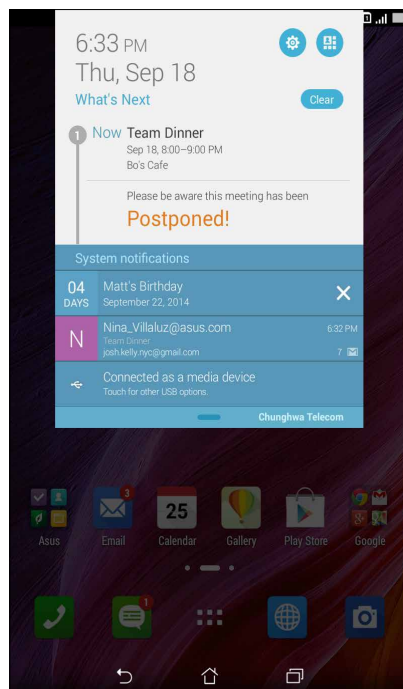 6:33 PM
Thu, Sep 18
What's Next
Clear
1
Now Team Dinner
Sep 18, 8:00–9:00 PM
Bo's Cafe
Please be aware this meeting has been
Postponed!
System notifications
04
DAYS
Matt's Birthday
September 22, 2014
N
Nina_Villaluz@asus.com
6:32 PM
Team Dinner
josh.kelly.nyc@gmail.com
7
Connected as a media device
Touch for other USB options.
Chunghwa Telecom
3
25
Asus
Email
Calendar
Gallery
Play Store
Google
1